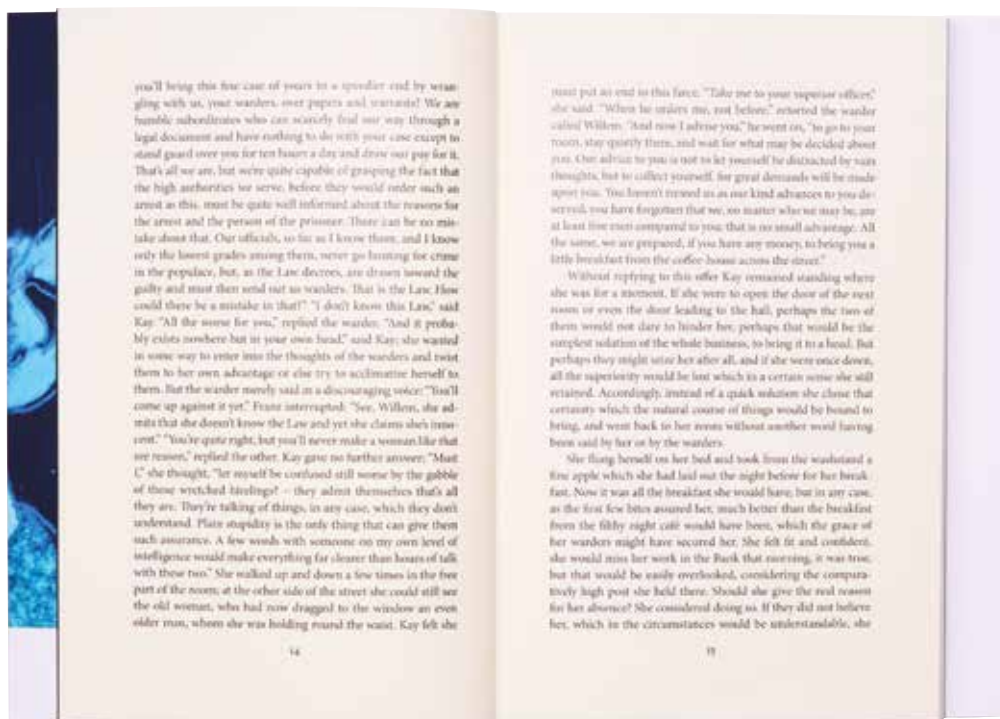 you'll bring this fine case of yours to a speedier end by wran-
gling with us, your warders, over papers and warrants? We are
humble subordinates who can scarcely find our way through a
legal document and have nothing to do with your case except to
stand guard over you for ten hours a day and draw our pay for it.
That's all we are, but we're quite capable of grasping the fact that
the high authorities we serve, before they would order such an
arrest as this, must be quite well informed about the reasons for
the arrest and the person of the prisoner. There can be no mis-
take about that. Our officials, so far as I know them, and I know
only the lowest grades among them, never go hunting for crime
in the populace, but, as the Law decrees, are drawn toward the
guilty and must then send out us warders. That is the Law. How
could there be a mistake in that?" "I don't know this Law," said
Kay. "All the worse for you," replied the warder. "And it proba-
bly exists nowhere but in your own head," said Kay; she wanted
in some way to enter into the thoughts of the warders and twist
them to her own advantage or else try to acclimatize herself to
them. But the warder merely said in a discouraging voice: "You'll
come up against it yet." Franz interrupted: "See, Willem, she ad-
mits that she doesn't know the Law and yet she claims she's inno-
cent." "You're quite right, but you'll never make a woman like that
see reason," replied the other. Kay gave no further answer; "Must
I," she thought, "let myself be confused still worse by the gabble
of those wretched hirelings? – they admit themselves that's all
they are. They're talking of things, in any case, which they don't
understand. Plain stupidity is the only thing that can give them
such assurance. A few words with someone on my own level of
intelligence would make everything far clearer than hours of talk
with these two." She walked up and down a few times in the free
part of the room; at the other side of the street she could still see
the old woman, who had now dragged to the window an even
older man, whom she was holding round the waist. Kay felt she
14
must put an end to this farce. "Take me to your superior officer,"
she said. "When he orders me, not before," retorted the warder
called Willem. "And now I advise you," he went on, "to go to your
room, stay quietly there, and wait for what may be decided about
you. Our advice to you is not to let yourself be distracted by vain
thoughts, but to collect yourself, for great demands will be made
upon you. You haven't treated us as our kind advances to you de-
served, you have forgotten that we, no matter who we may be, are
at least free men compared to you; that is no small advantage. All
the same, we are prepared, if you have any money, to bring you a
little breakfast from the coffee-house across the street."
Without replying to this offer Kay remained standing where
she was for a moment. If she were to open the door of the next
room or even the door leading to the hall, perhaps the two of
them would not dare to hinder her, perhaps that would be the
simplest solution of the whole business, to bring it to a head. But
perhaps they might seize her after all, and if she were once down,
all the superiority would be lost which in a certain sense she still
retained. Accordingly, instead of a quick solution she chose that
certainty which the natural course of things would be bound to
bring, and went back to her room without another word having
been said by her or by the warders.
She flung herself on her bed and took from the washstand a
fine apple which she had laid out the night before for her break-
fast. Now it was all the breakfast she would have, but in any case,
as the first few bites assured her, much better than the breakfast
from the filthy night café would have been, which the grace of
her warders might have secured her. She felt fit and confident,
she would miss her work in the Bank that morning, it was true,
but that would be easily overlooked, considering the compara-
tively high post she held there. Should she give the real reason
for her absence? She considered doing so. If they did not believe
her, which in the circumstances would be understandable, she
15